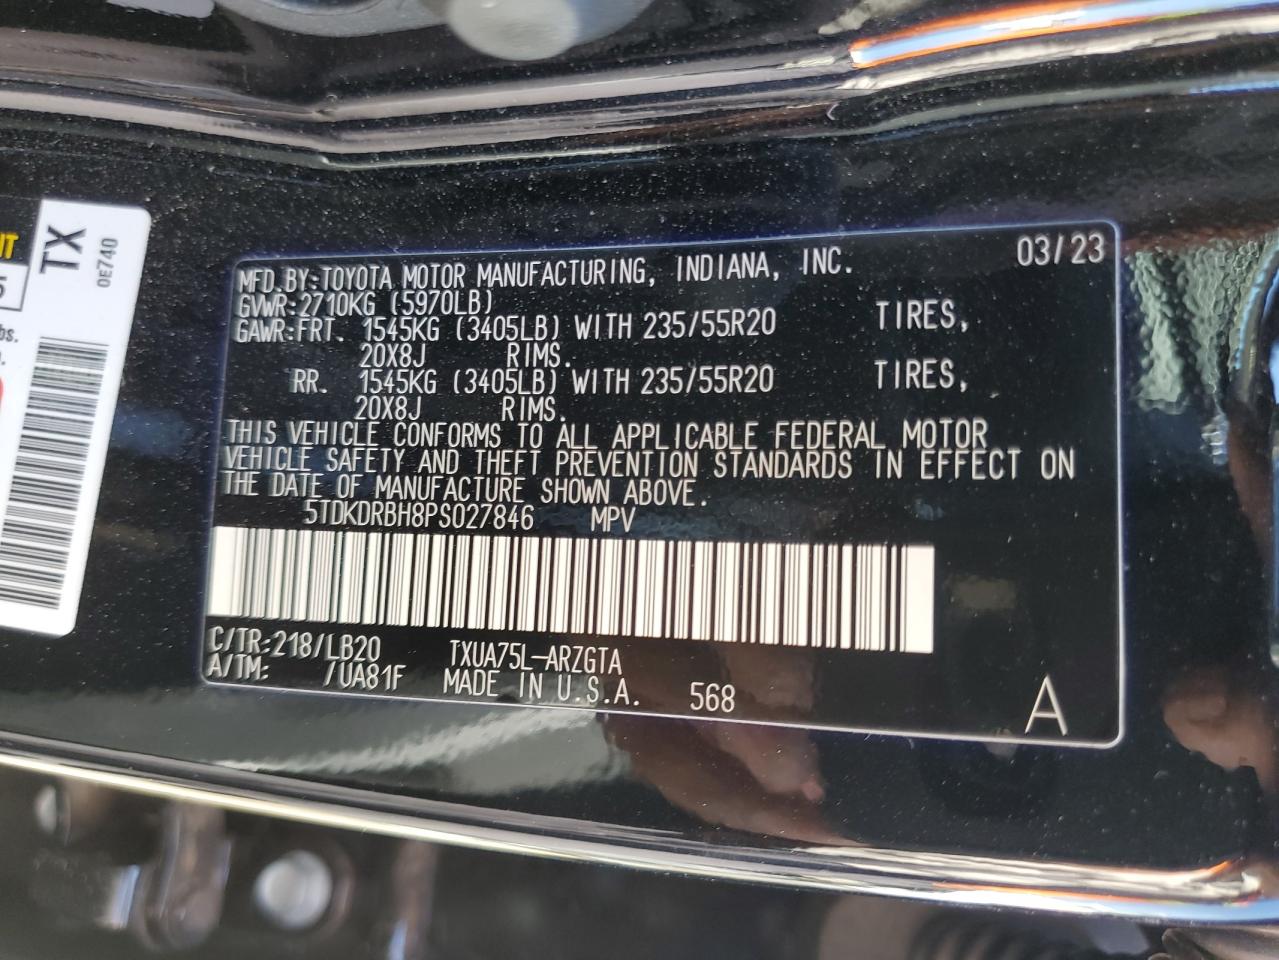 03/23
MFD.BY:TOYOTA MOTOR MANUFACTURING, INDIANA, INC.
GVWR:2710KG (5970LB)
GAWR:FRT. 1545KG (3405LB) WITH 235/55R20 TIRES,
20X8J RIMS.
RR. 1545KG (3405LB) WITH 235/55R20 TIRES,
20X8J RIMS.
THIS VEHICLE CONFORMS TO ALL APPLICABLE FEDERAL MOTOR
VEHICLE SAFETY AND THEFT PREVENTION STANDARDS IN EFFECT ON
THE DATE OF MANUFACTURE SHOWN ABOVE.
5TDKDRBH8PS027846 MPV
C/TR:218/LB20 TXUA75L-ARZGTA
A/TM: /UA81F MADE IN U.S.A. 568
A
TX
0E740